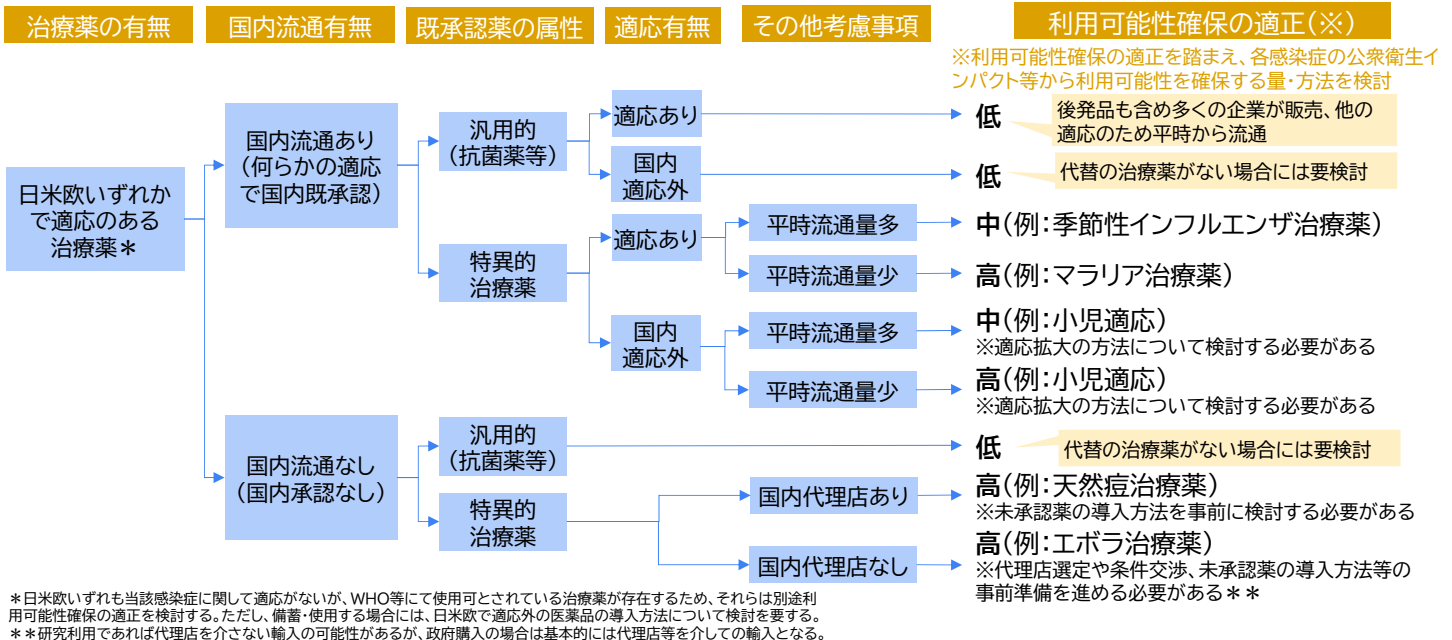 治療薬の有無
国内流通有無
既承認薬の属性
適応有無
その他考慮事項
利用可能性確保の適正(※)
※利用可能性確保の適正を踏まえ、各感染症の公衆衛生イ
ンパクト等から利用可能性を確保する量・方法を検討
日米欧いずれか
で適応のある
治療薬＊
国内流通あり
(何らかの適応
で国内既承認)
汎用的
(抗菌薬等)
適応あり
低
後発品も含め多くの企業が販売、他の
適応のため平時から流通
国内
適応外
低
代替の治療薬がない場合には要検討
特異的
治療薬
適応あり
平時流通量多
中(例:季節性インフルエンザ治療薬)
平時流通量少
高(例:マラリア治療薬)
国内
適応外
平時流通量多
中(例:小児適応)
※適応拡大の方法について検討する必要がある
平時流通量少
高(例:小児適応)
※適応拡大の方法について検討する必要がある
国内流通なし
(国内承認なし)
汎用的
(抗菌薬等)
低
代替の治療薬がない場合には要検討
特異的
治療薬
国内代理店あり
高(例:天然痘治療薬)
※未承認薬の導入方法を事前に検討する必要がある
国内代理店なし
高(例:エボラ治療薬)
※代理店選定や条件交渉、未承認薬の導入方法等の
事前準備を進める必要がある＊＊
＊日米欧いずれも当該感染症に関して適応がないが、WHO等にて使用可とされている治療薬が存在するため、それらは別途利
用可能性確保の適正を検討する。ただし、備蓄・使用する場合には、日米欧で適応外の医薬品の導入方法について検討を要する。
＊＊研究利用であれば代理店を介さない輸入の可能性があるが、政府購入の場合は基本的には代理店等を介しての輸入となる。